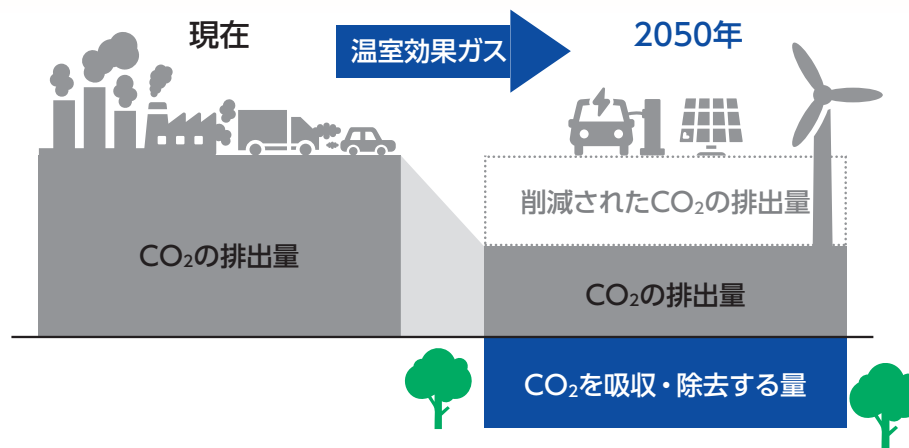 現在
温室効果ガス
2050年
削減されたCO₂の排出量
CO₂の排出量
CO₂の排出量
CO₂を吸収・除去する量